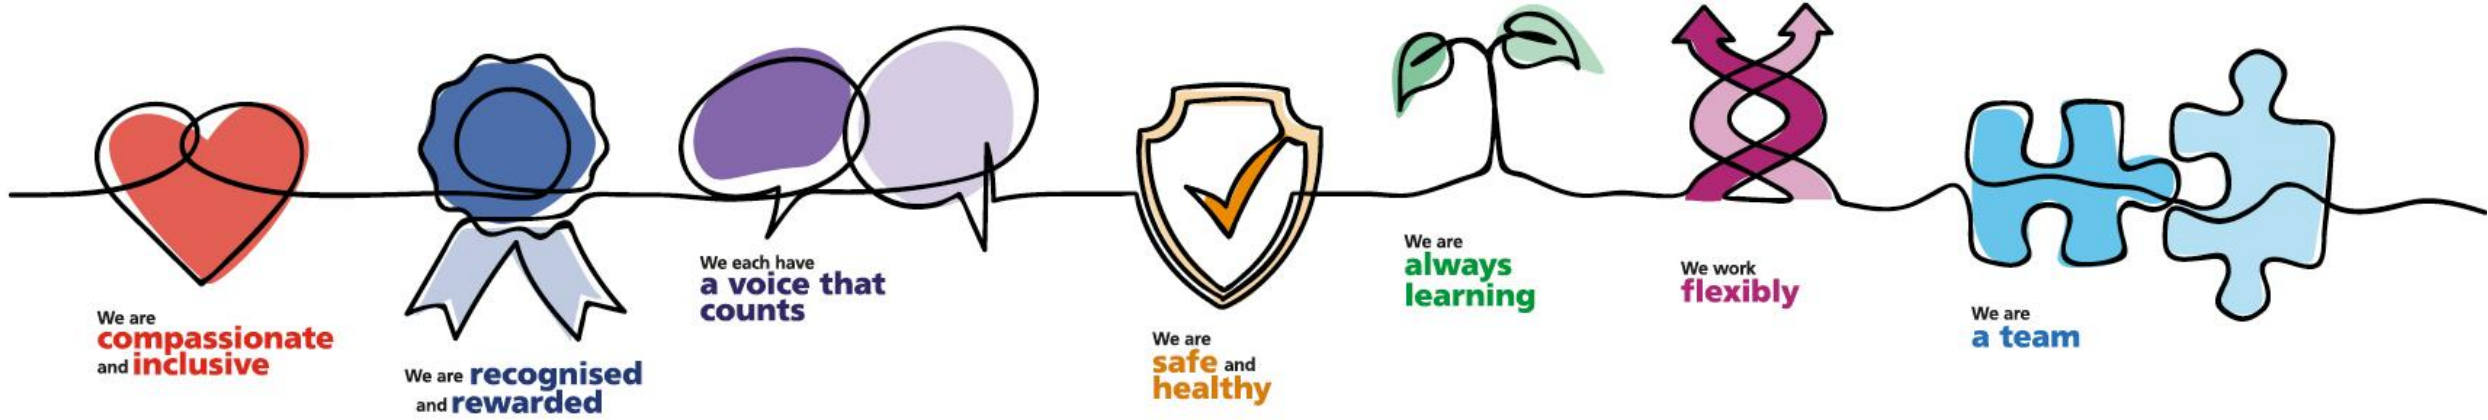 We are
compassionate
and inclusive
We are recognised
and rewarded
We each have
a voice that
counts
We are
safe and
healthy
We are
always
learning
We work
flexibly
We are
a team